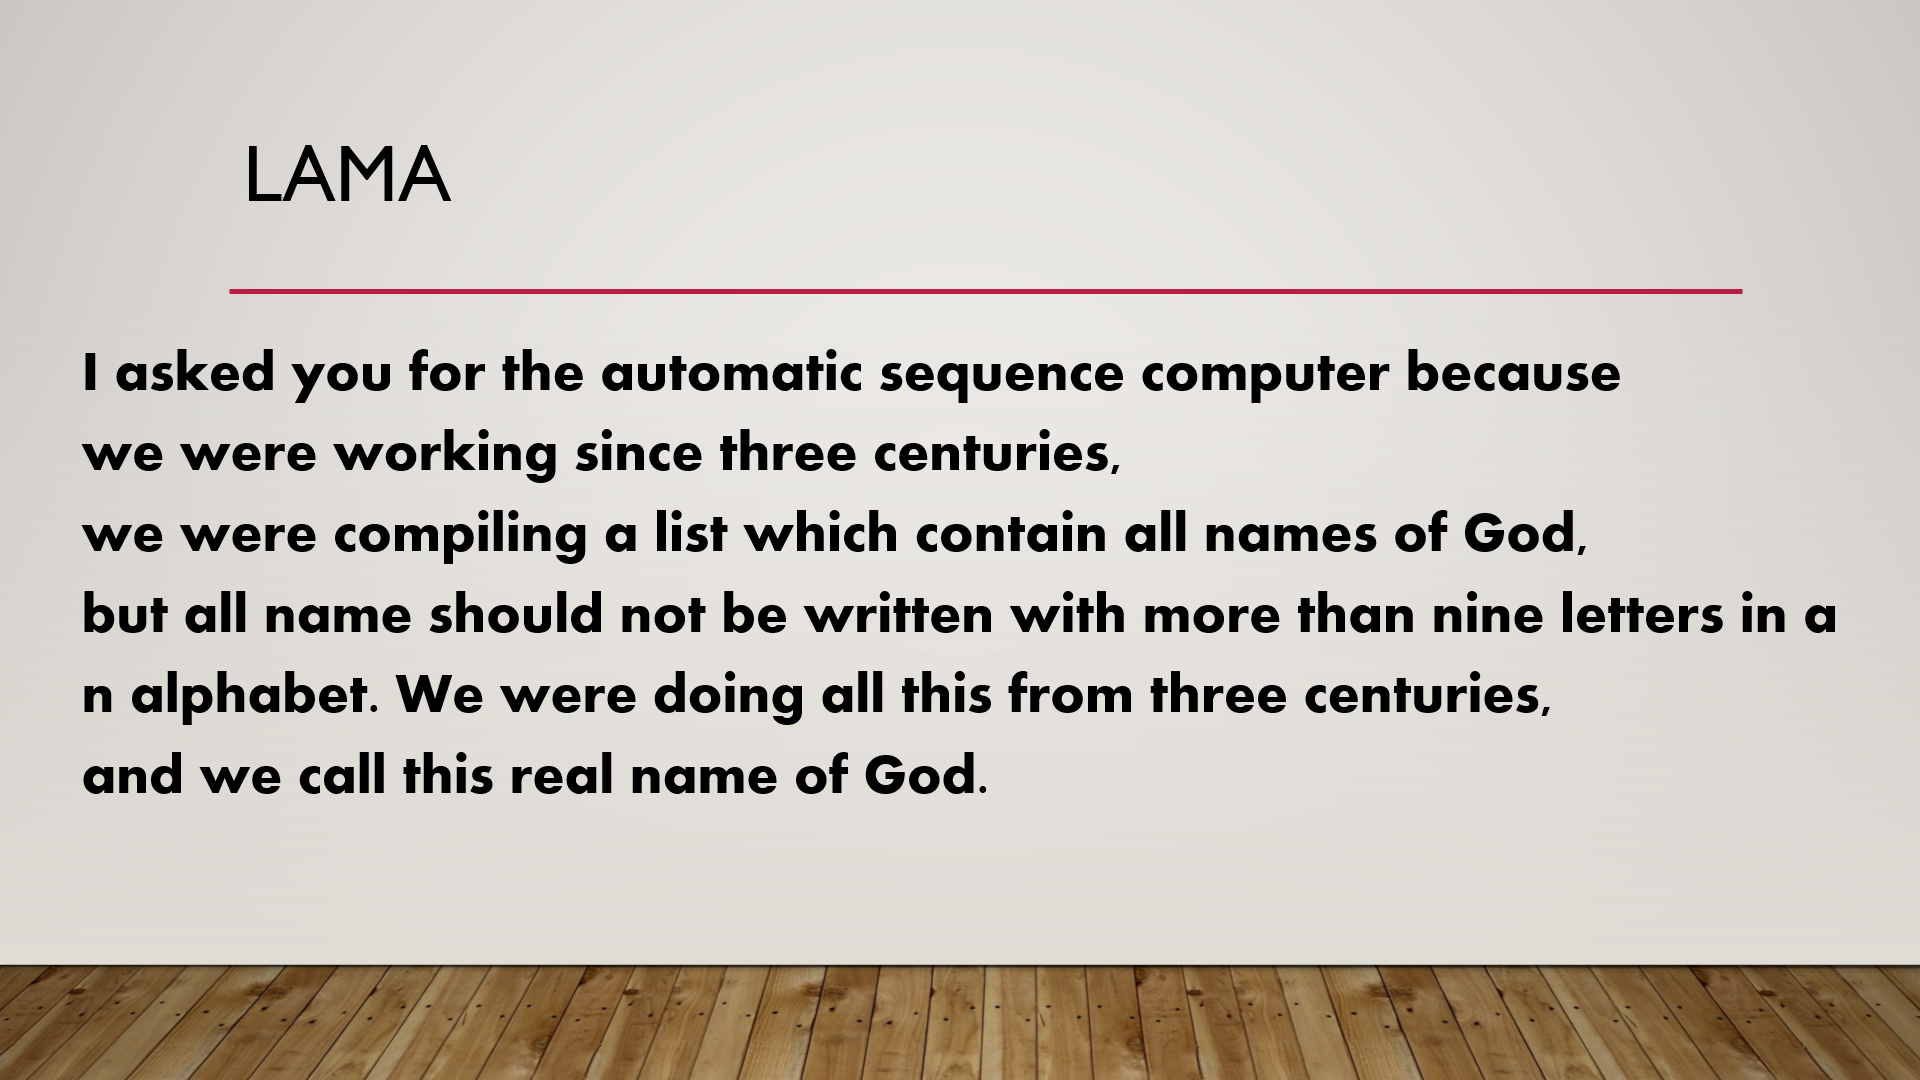 LAMA
I asked you for the automatic sequence computer because
we were working since three centuries,
we were compiling a list which contain all names of God,
but all name should not be written with more than nine letters in a
n alphabet. We were doing all this from three centuries,
and we call this real name of God.